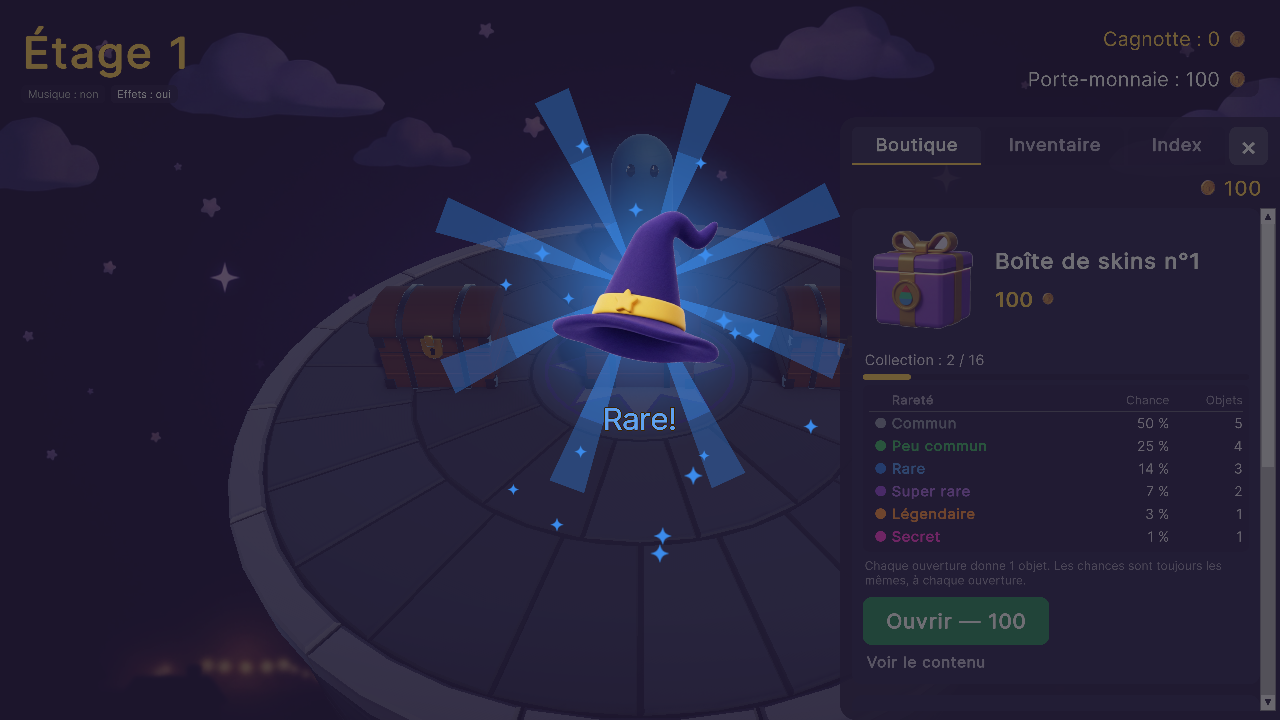 Étage 1
Musique : non
Effets : oui
Cagnotte : 0
Porte-monnaie : 100
Boutique
Inventaire
Index
×
100
Boîte de skins n°1
100
Collection : 2 / 16
Rareté Chance Objets
Commun 50 % 5
Peu commun 25 % 4
Rare 14 % 3
Super rare 7 % 2
Légendaire 3 % 1
Secret 1 % 1
Chaque ouverture donne 1 objet. Les chances sont toujours les
mêmes, à chaque ouverture.
Ouvrir — 100
Voir le contenu
Rare!